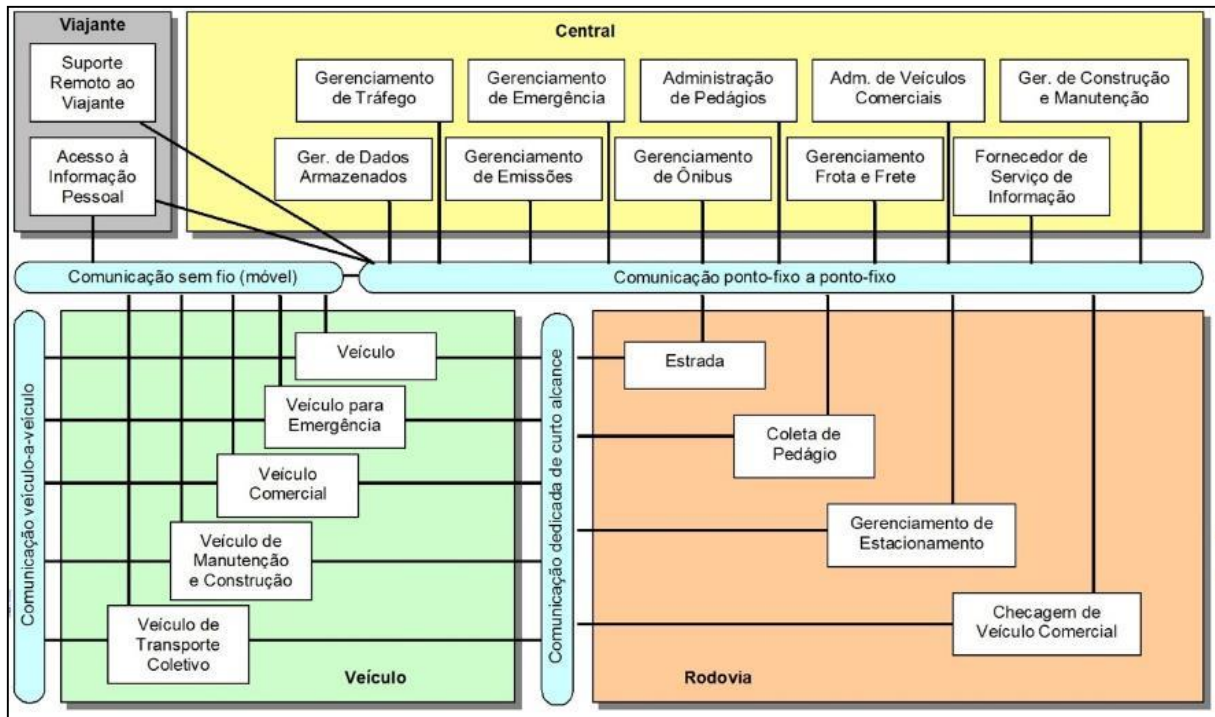 Viajante
Suporte
Remoto ao
Viajante
Acesso à
Informação
Pessoal
Central
Gerenciamento
de Tráfego
Gerenciamento
de Emergência
Administração
de Pedágios
Adm. de Veículos
Comerciais
Ger. de Construção
e Manutenção
Ger. de Dados
Armazenados
Gerenciamento
de Emissões
Gerenciamento
de Ônibus
Gerenciamento
Frota e Frete
Fornecedor de
Serviço de
Informação
Comunicação sem fio (móvel)
Comunicação ponto-fixo a ponto-fixo
Comunicação veículo-a-veículo
Veículo
Veículo para
Emergência
Veículo
Comercial
Veículo de
Manutenção
e Construção
Veículo de
Transporte
Coletivo
Veículo
Comunicação dedicada de curto alcance
Estrada
Coleta de
Pedágio
Gerenciamento de
Estacionamento
Checagem de
Veículo Comercial
Rodovia